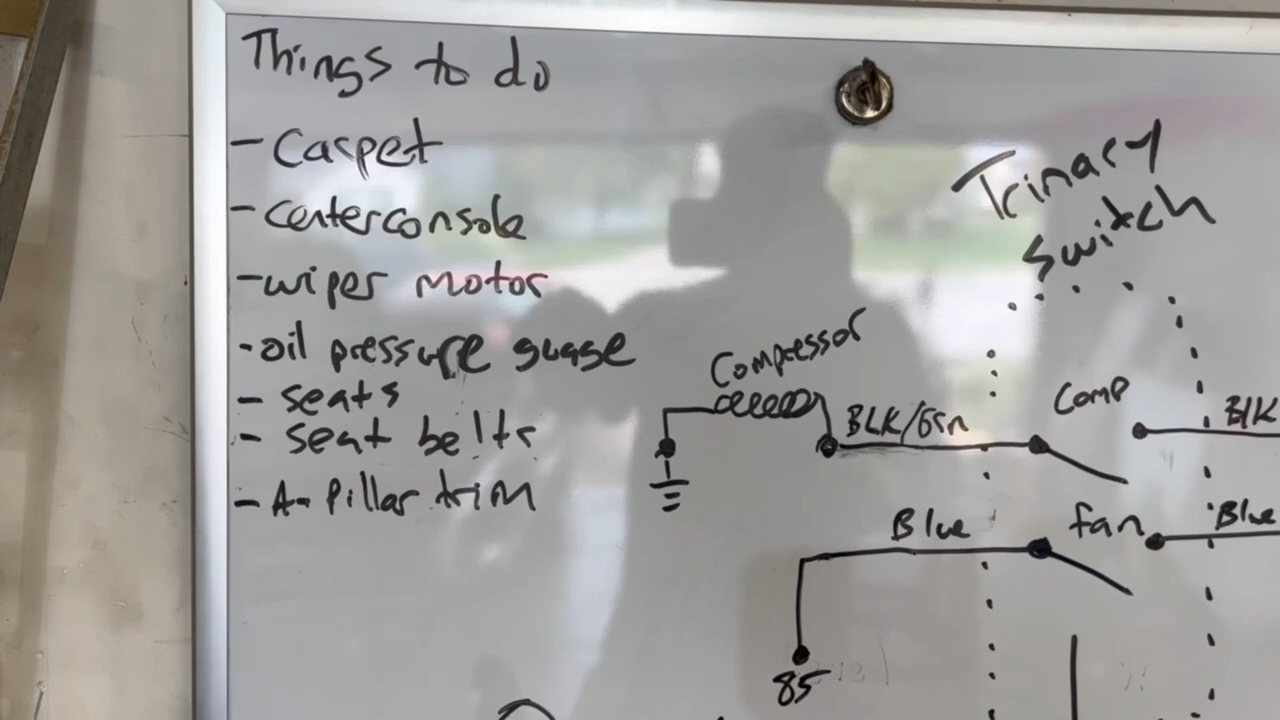 Things to do
- Carpet
- centerconsole
- wiper motor
- oil pressure guage
- seats
- seat belts
- A-Pillar trim
Trinary
Switch
Compressor
BLK/Grn
Comp
Blk
Blue
fan
Blue
85